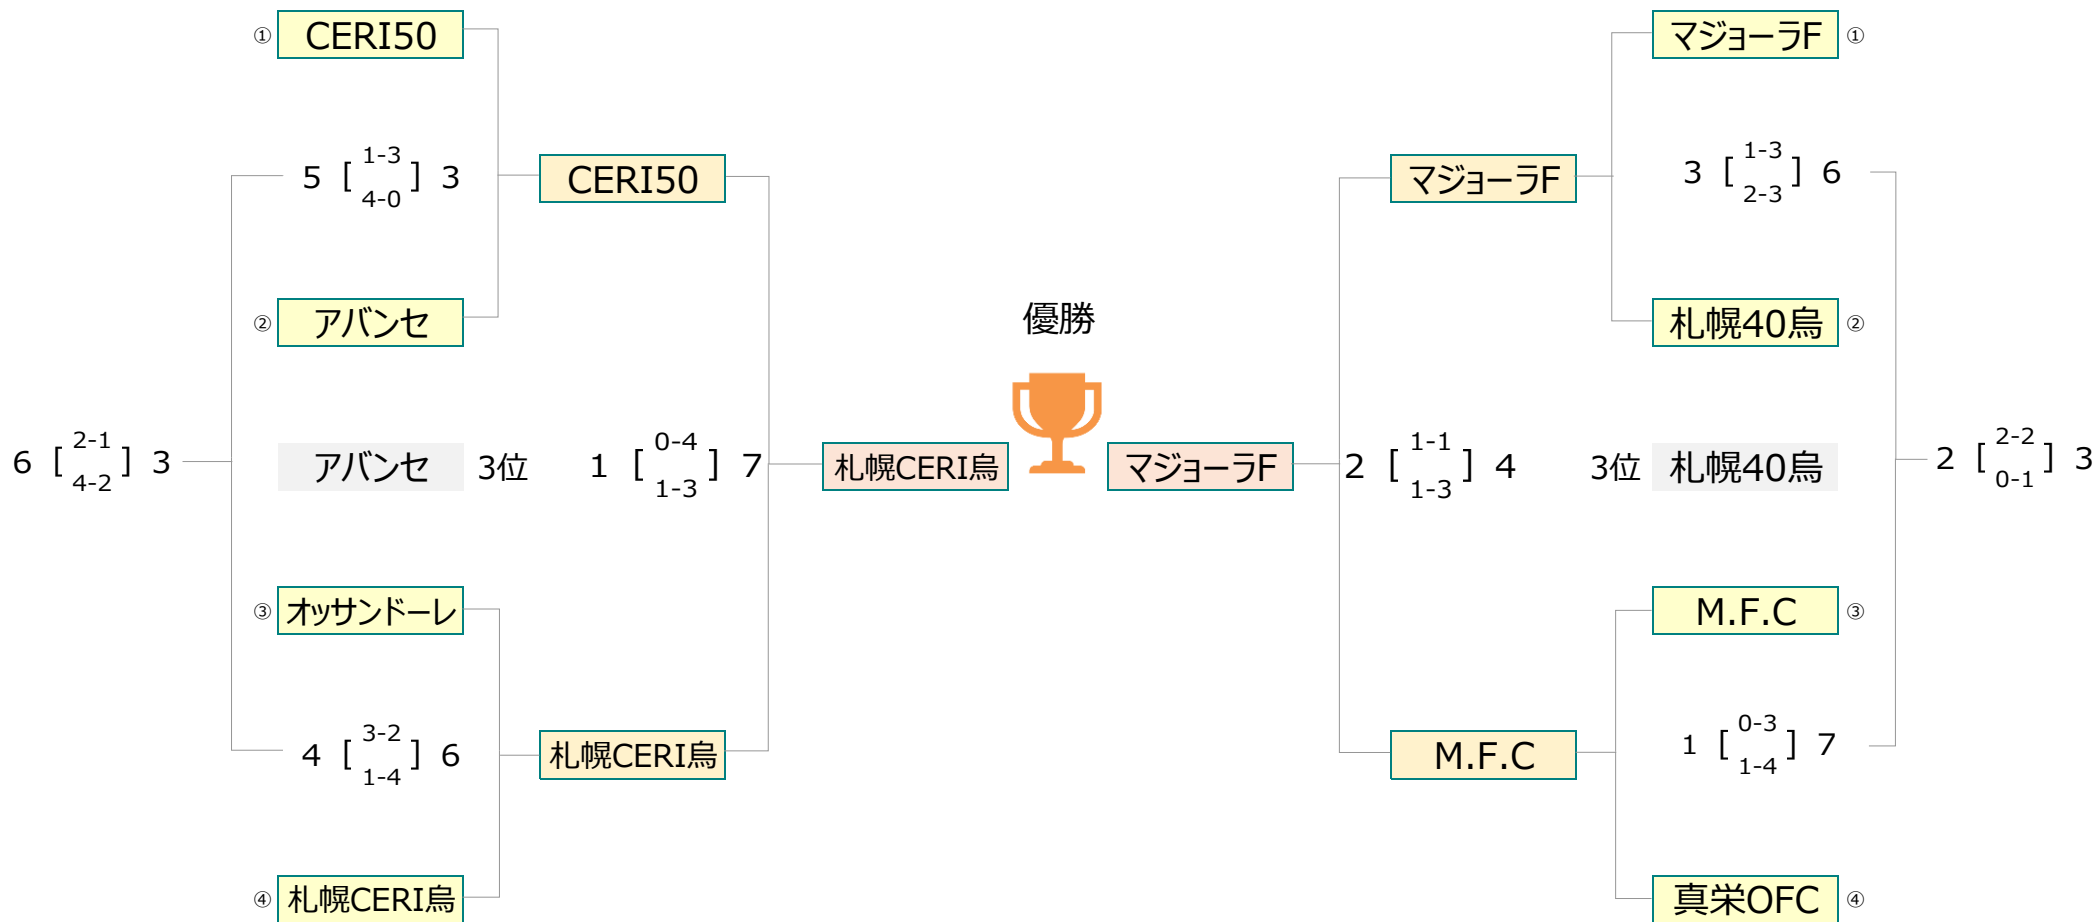 ① CERI50
マジョーラF ①
5 [ 1-3 4-0 ] 3
CERI50
マジョーラF
3 [ 1-3 2-3 ] 6
② アバンセ
優勝
札幌40烏 ②
6 [ 2-1 4-2 ] 3
アバンセ 3位
1 [ 0-4 1-3 ] 7
札幌CERI烏
マジョーラF
2 [ 1-1 1-3 ] 4
3位 札幌40烏
2 [ 2-2 0-1 ] 3
③ オッサンドーレ
M.F.C ③
4 [ 3-2 1-4 ] 6
札幌CERI烏
M.F.C
1 [ 0-3 1-4 ] 7
④ 札幌CERI烏
真栄OFC ④